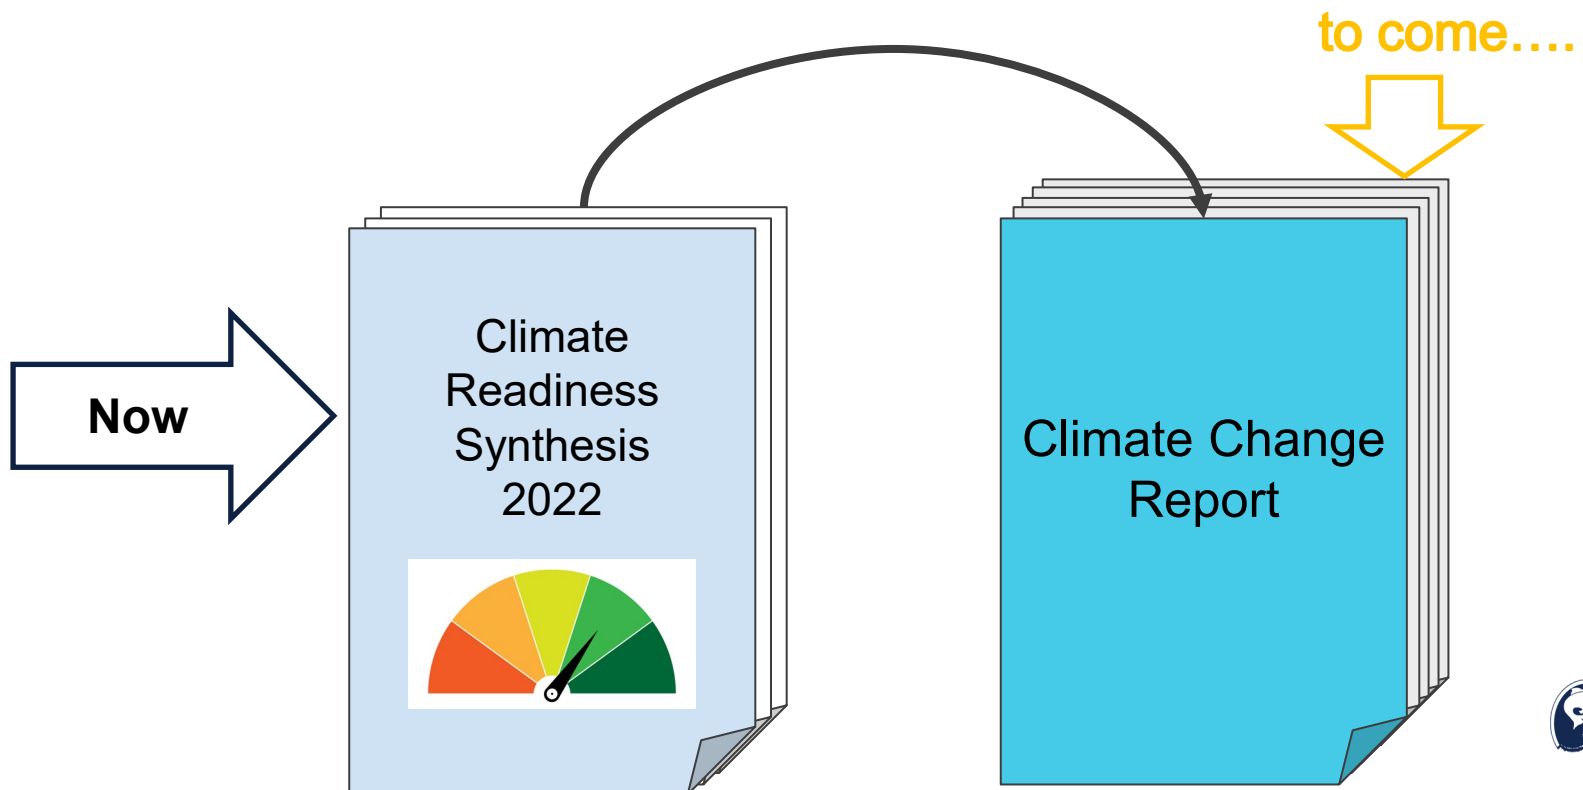 to come....
Now
Climate
Readiness
Synthesis
2022
Climate Change
Report